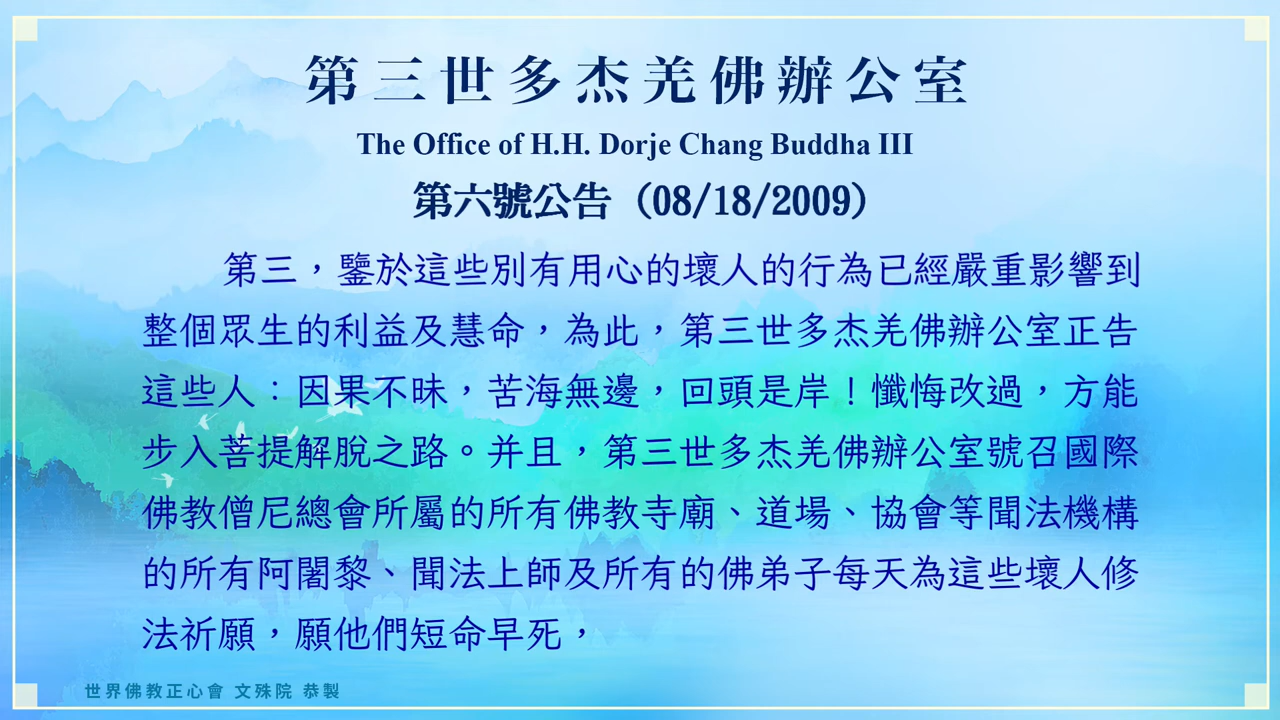 第三世多杰羌佛辦公室
The Office of H.H. Dorje Chang Buddha III
第六號公告（08/18/2009）
第三，鑒於這些別有用心的壞人的行為已經嚴重影響到
整個眾生的利益及慧命，為此，第三世多杰羌佛辦公室正告
這些人：因果不昧，苦海無邊，回頭是岸！懺悔改過，方能
步入菩提解脫之路。并且，第三世多杰羌佛辦公室號召國際
佛教僧尼總會所屬的所有佛教寺廟、道場、協會等聞法機構
的所有阿闍黎、聞法上師及所有的佛弟子每天為這些壞人修
法祈願，願他們短命早死，
世界佛教正心會 文殊院 恭製